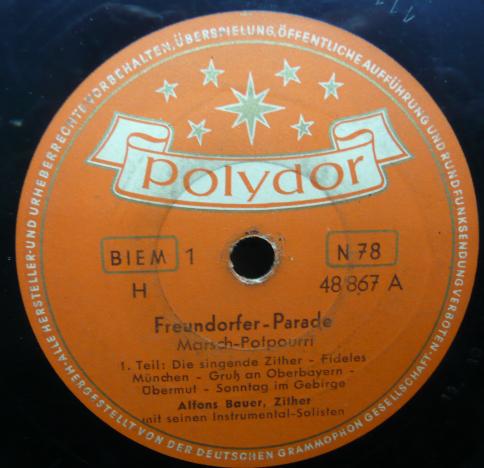 ALLE HERSTELLER- UND URHEBERRECHTE VORBEHALTEN, ÜBERSPIELUNG, ÖFFENTLICHE AUFFÜHRUNG UND RUNDFUNKSENDUNG VERBOTEN.
polydor
BIEM 1 N 78
H 48 867 A
Freundorfer-Parade
Marsch-Potpourri
1. Teil: Die singende Zither - Fideles
München - Gruß an Oberbayern -
Übermut - Sonntag im Gebirge
Alfons Bauer, Zither
mit seinen Instrumental-Solisten
HERGESTELLT VON DER DEUTSCHEN GRAMMOPHON GESELLSCHAFT